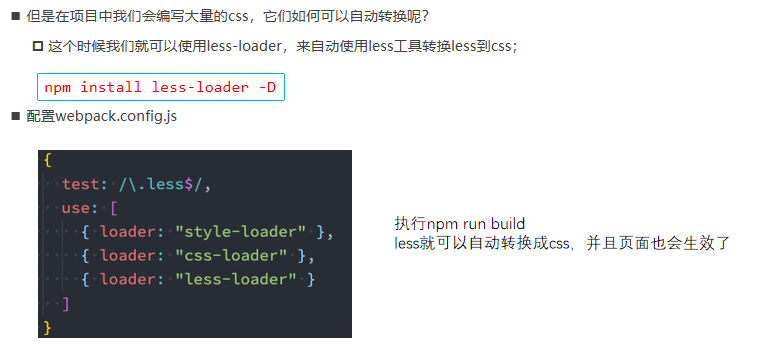 ■ 但是在项目中我们会编写大量的css，它们如何可以自动转换呢？
◘ 这个时候我们就可以使用less-loader，来自动使用less工具转换less到css；
npm install less-loader -D
■ 配置webpack.config.js
{
test: /\.less$/,
use: [
{ loader: "style-loader" },
{ loader: "css-loader" },
{ loader: "less-loader" }
]
}
执行npm run build
less就可以自动转换成css，并且页面也会生效了